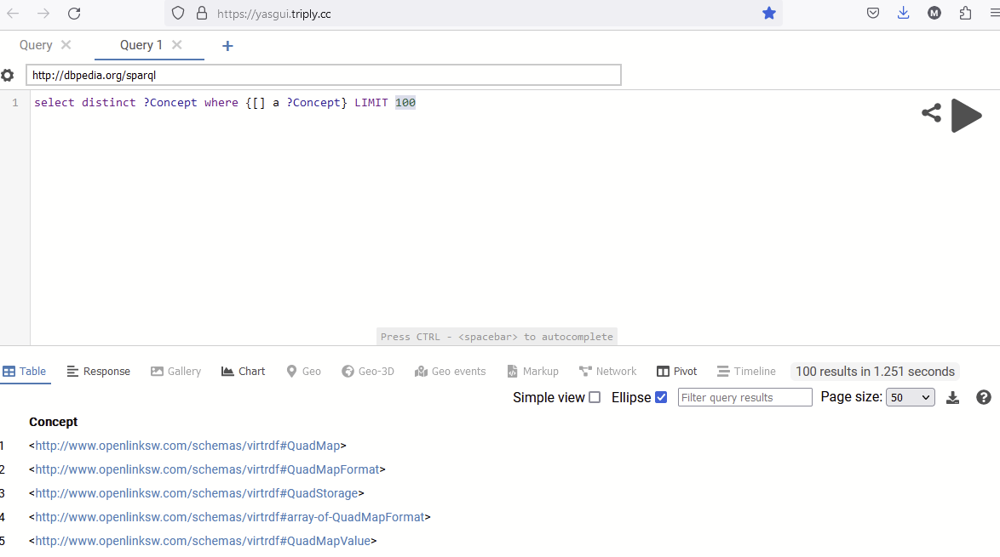 https://yasgui.triply.cc
M
Query
Query 1
+
http://dbpedia.org/sparql
1 select distinct ?Concept where {[] a ?Concept} LIMIT 100
Press CTRL - <spacebar> to autocomplete
Table Response Gallery Chart Geo Geo-3D Geo events Markup Network Pivot Timeline 100 results in 1.251 seconds
Simple view Ellipse Filter query results Page size: 50 ?
Concept
1 <http://www.openlinksw.com/schemas/virtrdf#QuadMap>
2 <http://www.openlinksw.com/schemas/virtrdf#QuadMapFormat>
3 <http://www.openlinksw.com/schemas/virtrdf#QuadStorage>
4 <http://www.openlinksw.com/schemas/virtrdf#array-of-QuadMapFormat>
5 <http://www.openlinksw.com/schemas/virtrdf#QuadMapValue>